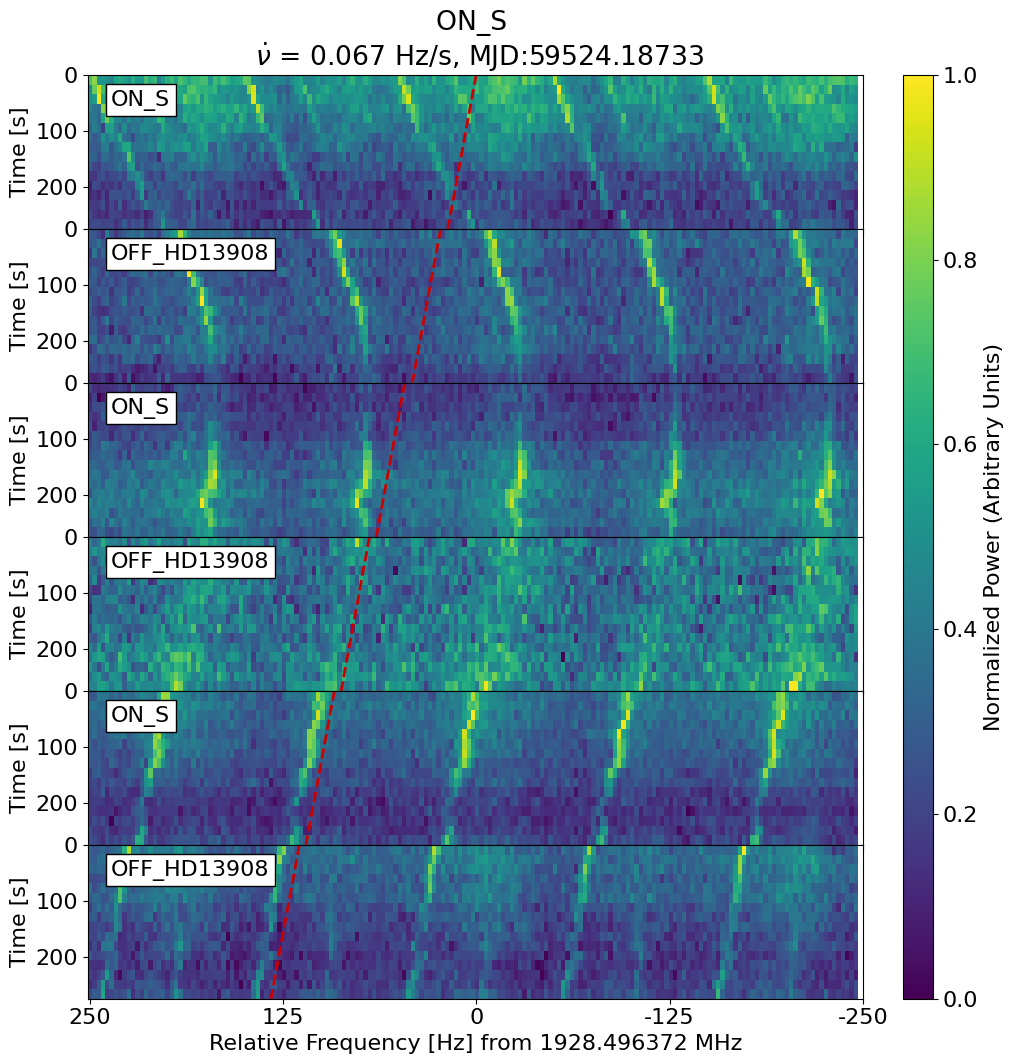 ON_S
ν̇ = 0.067 Hz/s, MJD:59524.18733
0
100
200
Time [s]
ON_S
0
100
200
Time [s]
OFF_HD13908
0
100
200
Time [s]
ON_S
0
100
200
Time [s]
OFF_HD13908
0
100
200
Time [s]
ON_S
0
100
200
Time [s]
OFF_HD13908
250 125 0 -125 -250
Relative Frequency [Hz] from 1928.496372 MHz
1.0
0.8
0.6
0.4
0.2
0.0
Normalized Power (Arbitrary Units)